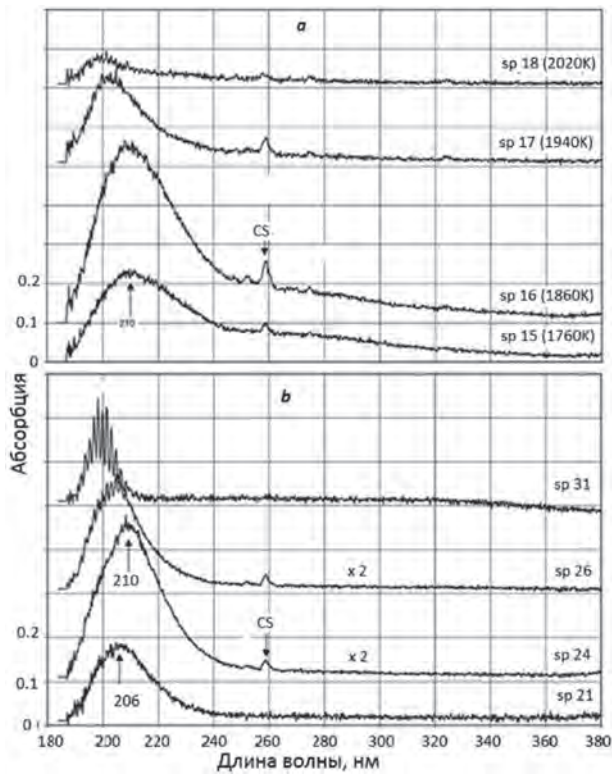 a
sp 18 (2020K)
sp 17 (1940K)
CS
0.2
sp 16 (1860K)
0.1
210
sp 15 (1760K)
0
b
Абсорбция
sp 31
x 2
sp 26
210
CS
0.2
x 2
sp 24
0.1
206
sp 21
0
180 200 220 240 260 280 300 320 340 360 380
Длина волны, нм